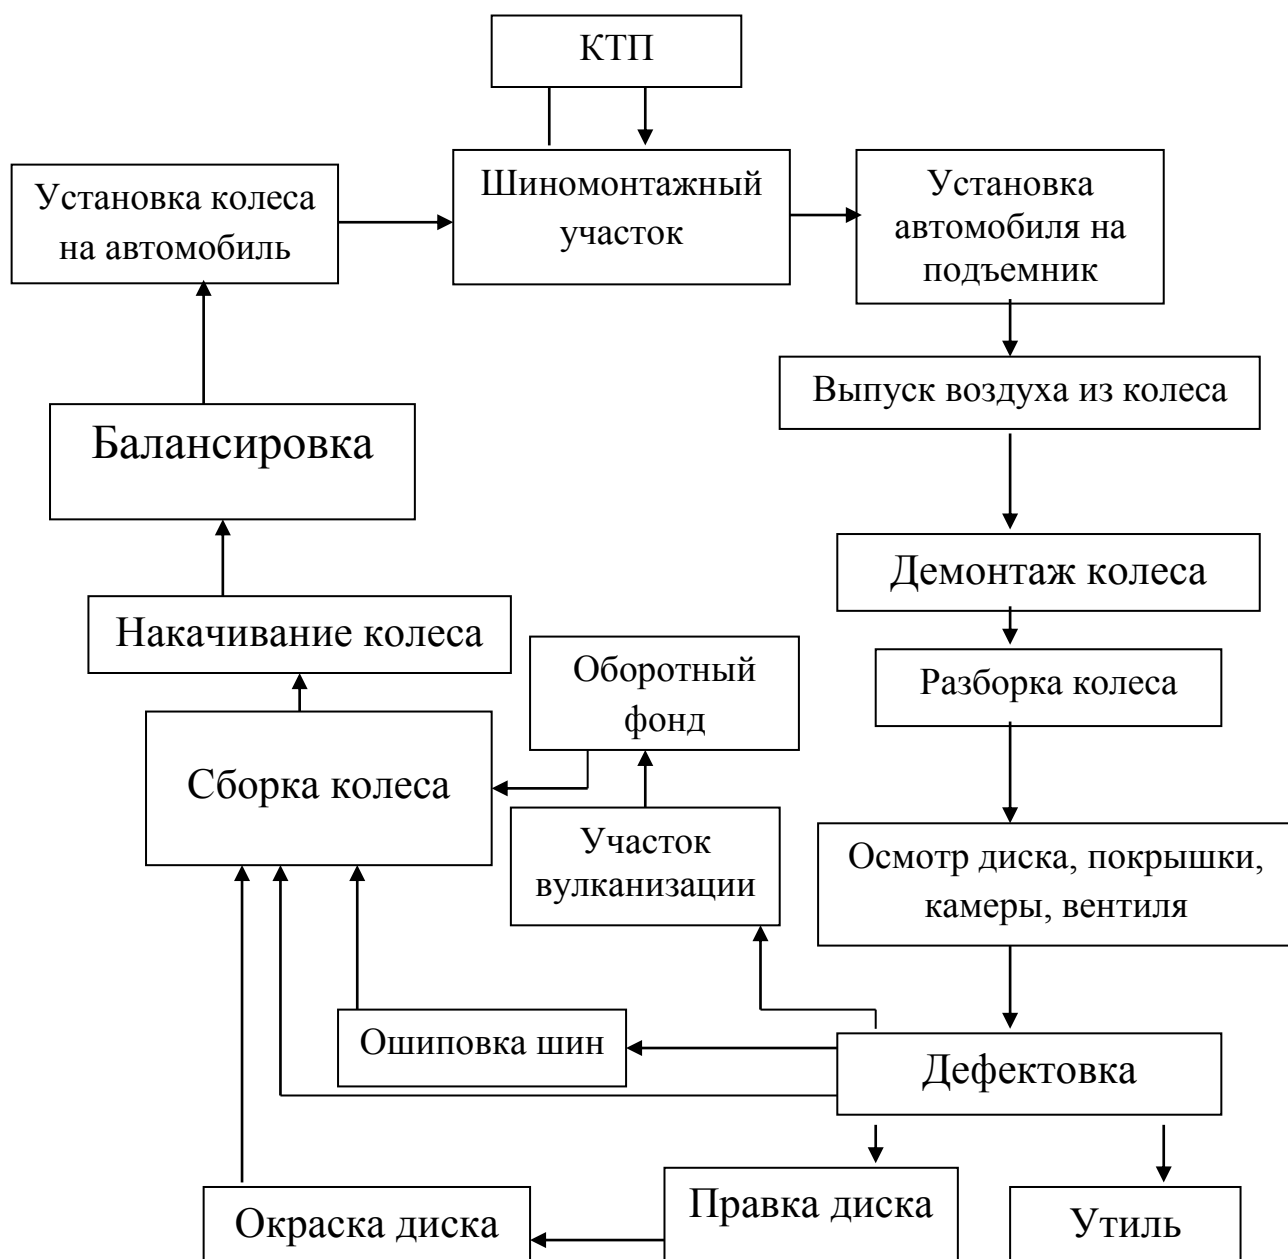 КТП
Установка колеса
на автомобиль
Шиномонтажный
участок
Установка
автомобиля на
подъемник
Выпуск воздуха из колеса
Балансировка
Демонтаж колеса
Накачивание колеса
Оборотный
фонд
Разборка колеса
Сборка колеса
Участок
вулканизации
Осмотр диска, покрышки,
камеры, вентиля
Ошиповка шин
Дефектовка
Окраска диска
Правка диска
Утиль